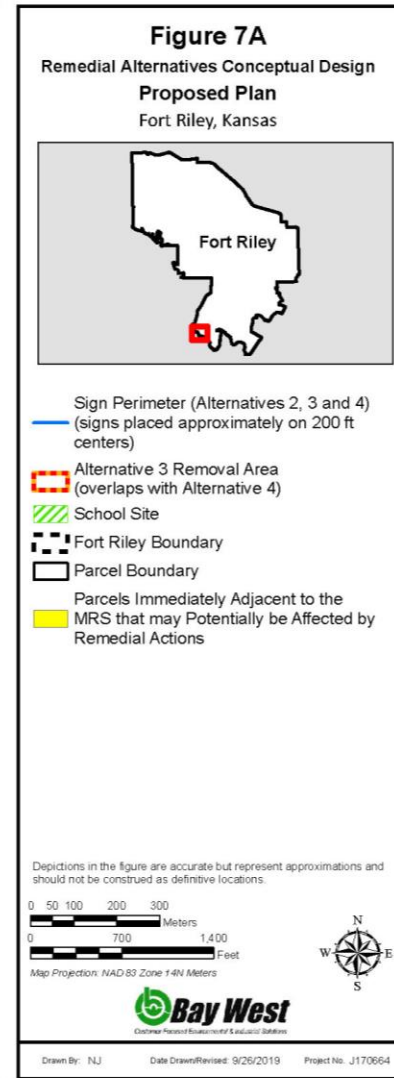 Figure 7A
Remedial Alternatives Conceptual Design
Proposed Plan
Fort Riley, Kansas
Fort Riley
Sign Perimeter (Alternatives 2, 3 and 4)
(signs placed approximately on 200 ft
centers)
Alternative 3 Removal Area
(overlaps with Alternative 4)
School Site
Fort Riley Boundary
Parcel Boundary
Parcels Immediately Adjacent to the
MRS that may Potentially be Affected by
Remedial Actions
Depictions in the figure are accurate but represent approximations and
should not be construed as definitive locations.
0 50 100 200 300
Meters
0 700 1,400
Feet
N
W E
S
Map Projection: NAD 83 Zone 14N Meters
Bay West
Customer Focused Environmental & Industrial Solutions
Drawn By: NJ Date Drawn/Revised: 9/26/2019 Project No. J170664